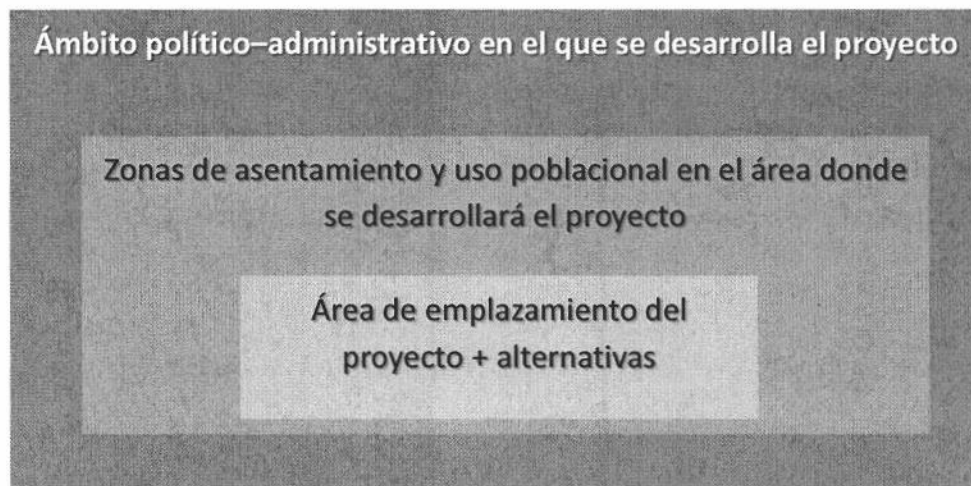 Ámbito político–administrativo en el que se desarrolla el proyecto
Zonas de asentamiento y uso poblacional en el área donde
se desarrollará el proyecto
Área de emplazamiento del
proyecto + alternativas